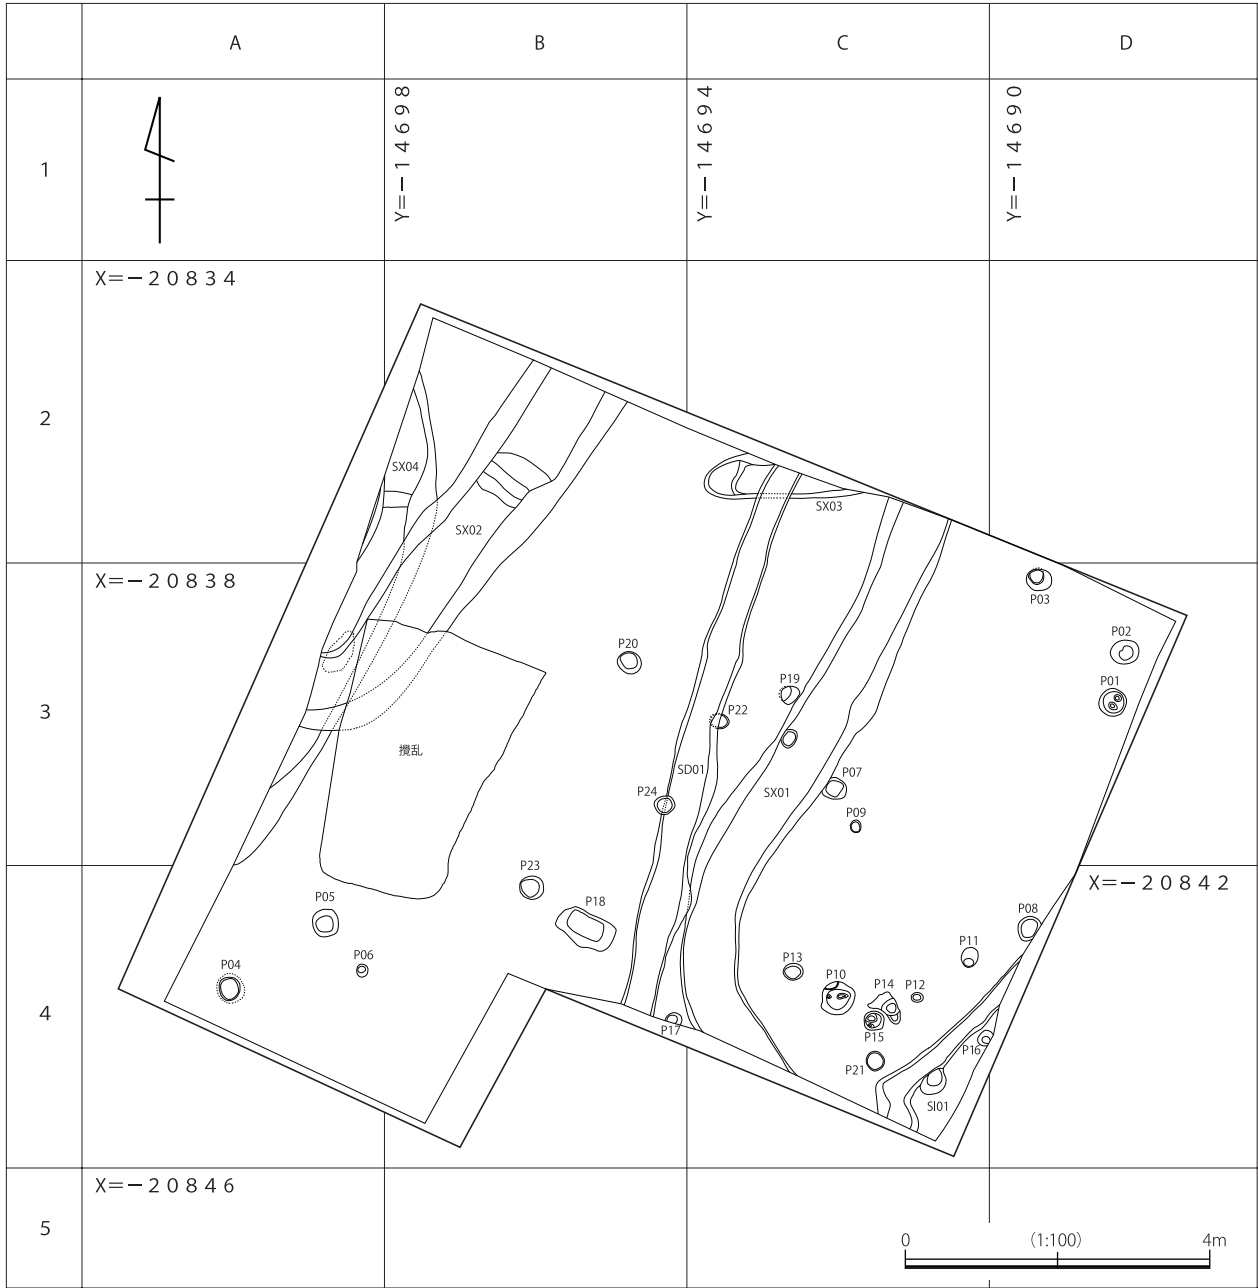 A
B
C
D
1
Y=－１４６９８
Y=－１４６９４
Y=－１４６９０
X=－２０８３４
2
SX04
SX02
SX03
X=－２０８３８
P03
P02
P20
P19
P01
3
P22
攪乱
SD01
P07
P24
SX01
P09
P23
X=－２０８４２
P05
P18
P08
P06
P11
P04
P13
P10
P14
P12
4
P17
P15
P16
P21
SI01
X=－２０８４６
5
0
(1:100)
4m